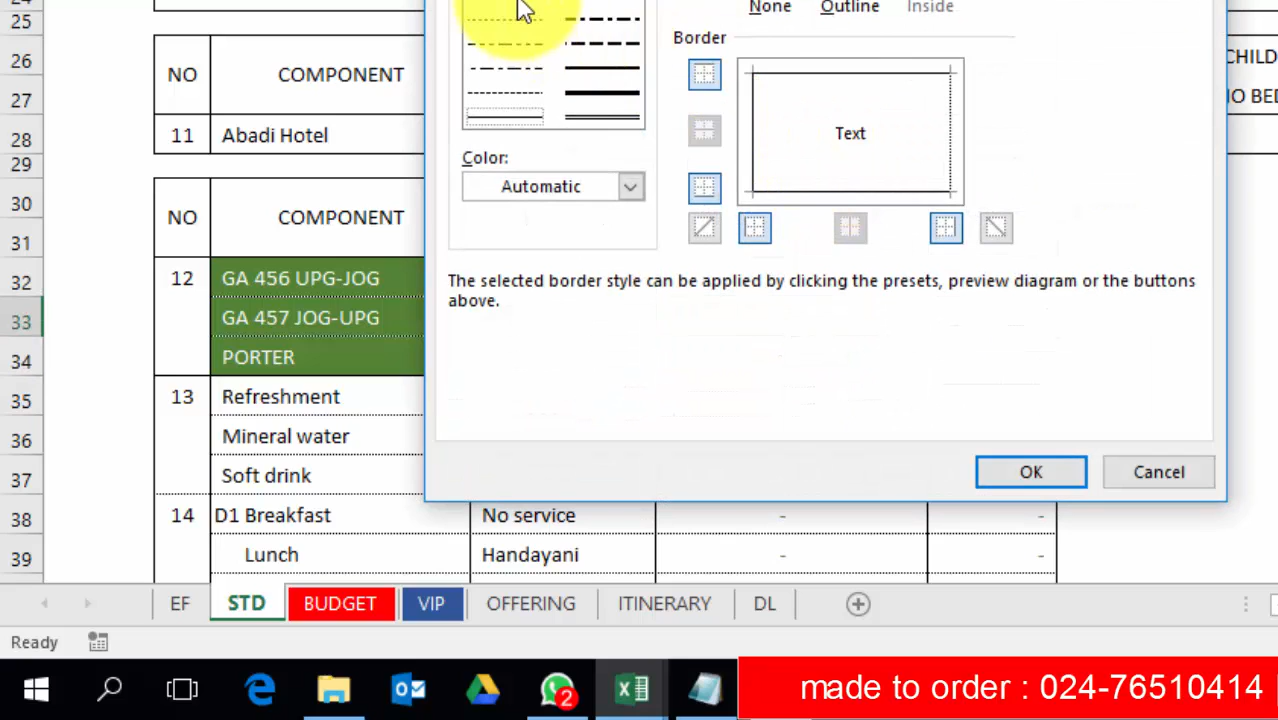 24
25
None Outline Inside
Border
26 NO COMPONENT CHILD
27 NO BED
28 11 Abadi Hotel
Text
Color:
Automatic
29
30 NO COMPONENT
31
The selected border style can be applied by clicking the presets, preview diagram or the buttons
above.
32 12 GA 456 UPG-JOG
33 GA 457 JOG-UPG
34 PORTER
35 13 Refreshment
36 Mineral water
37 Soft drink
OK Cancel
38 14 D1 Breakfast No service - -
39 Lunch Handayani - -
EF STD BUDGET VIP OFFERING ITINERARY DL
Ready
2
made to order : 024-76510414